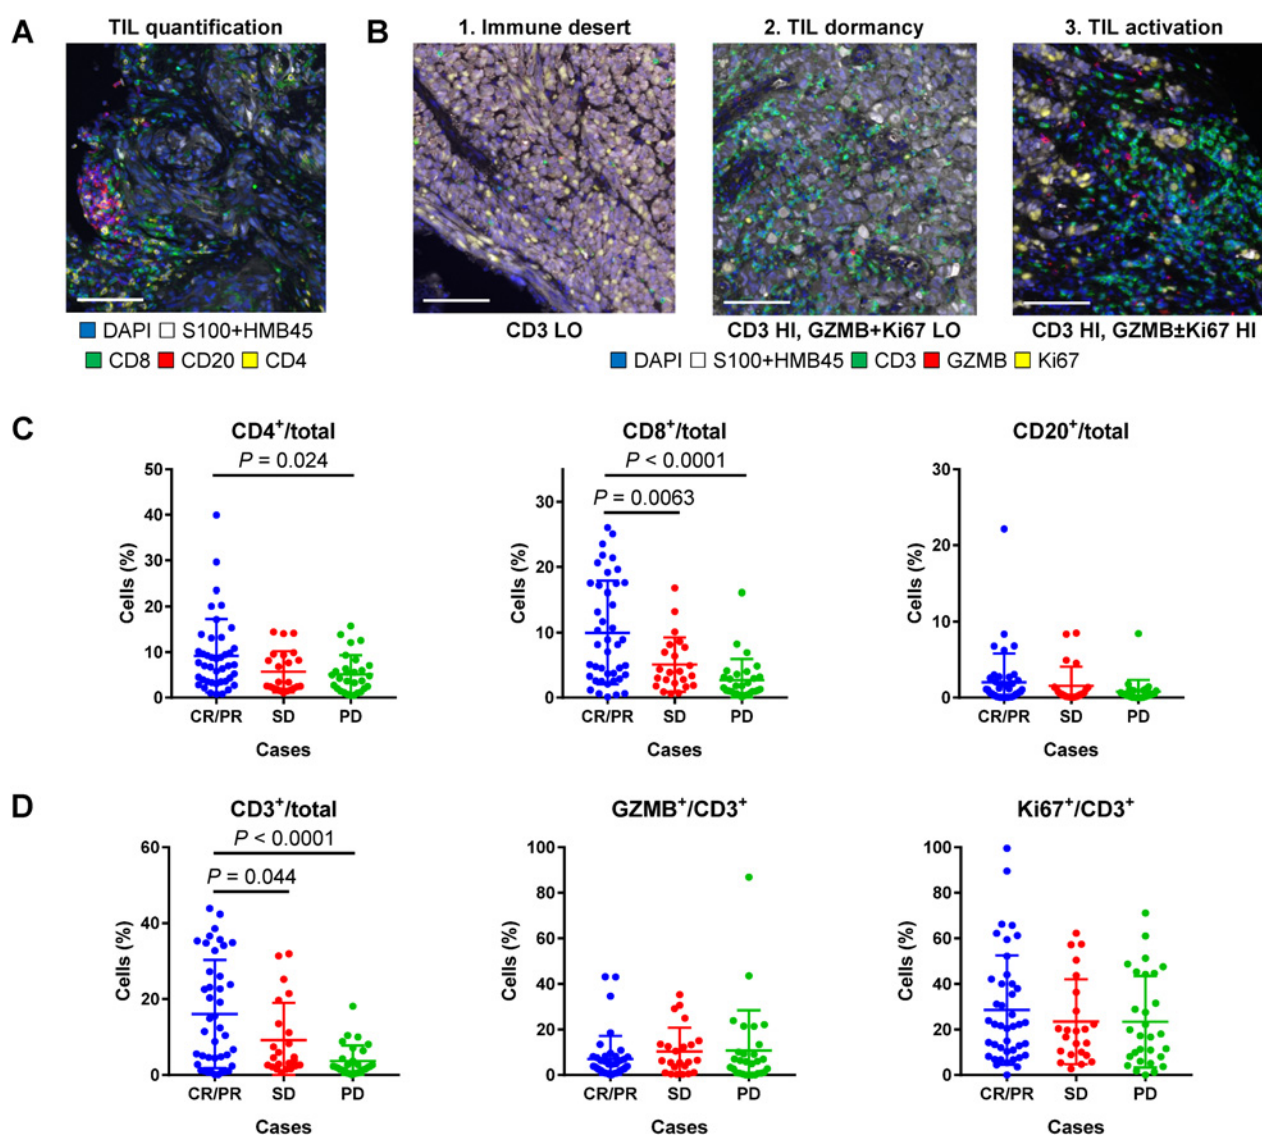 A
TIL quantification
DAPI S100+HMB45
CD8 CD20 CD4
B
1. Immune desert
2. TIL dormancy
3. TIL activation
CD3 LO
CD3 HI, GZMB+Ki67 LO
CD3 HI, GZMB±Ki67 HI
DAPI S100+HMB45 CD3 GZMB Ki67
C
CD4⁺/total
P = 0.024
50
40
30
20
10
0
Cells (%)
CR/PR SD PD
Cases
CD8⁺/total
P < 0.0001
P = 0.0063
30
20
10
0
Cells (%)
CR/PR SD PD
Cases
CD20⁺/total
30
20
10
0
Cells (%)
CR/PR SD PD
Cases
D
CD3⁺/total
P < 0.0001
P = 0.044
60
40
20
0
Cells (%)
CR/PR SD PD
Cases
GZMB⁺/CD3⁺
100
80
60
40
20
0
Cells (%)
CR/PR SD PD
Cases
Ki67⁺/CD3⁺
100
80
60
40
20
0
Cells (%)
CR/PR SD PD
Cases